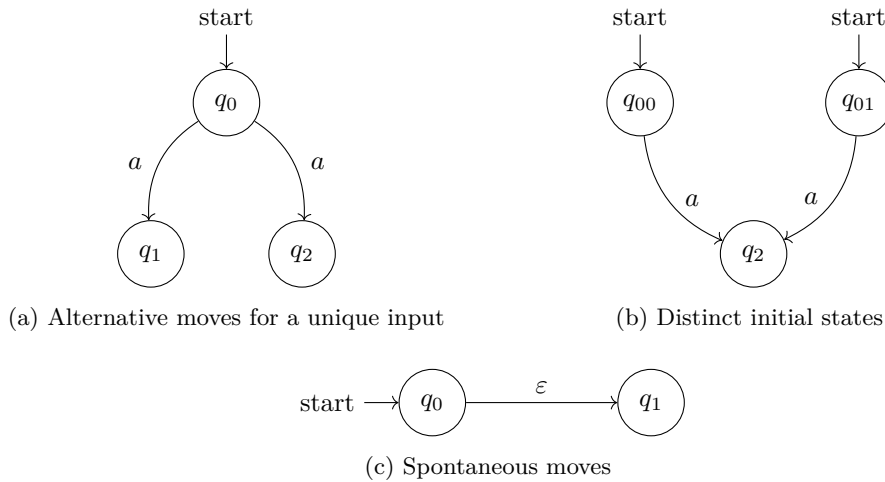 start
q0
a
a
q1
q2
(a) Alternative moves for a unique input
start
start
q00
q01
a
a
q2
(b) Distinct initial states
start
q0
ε
q1
(c) Spontaneous moves